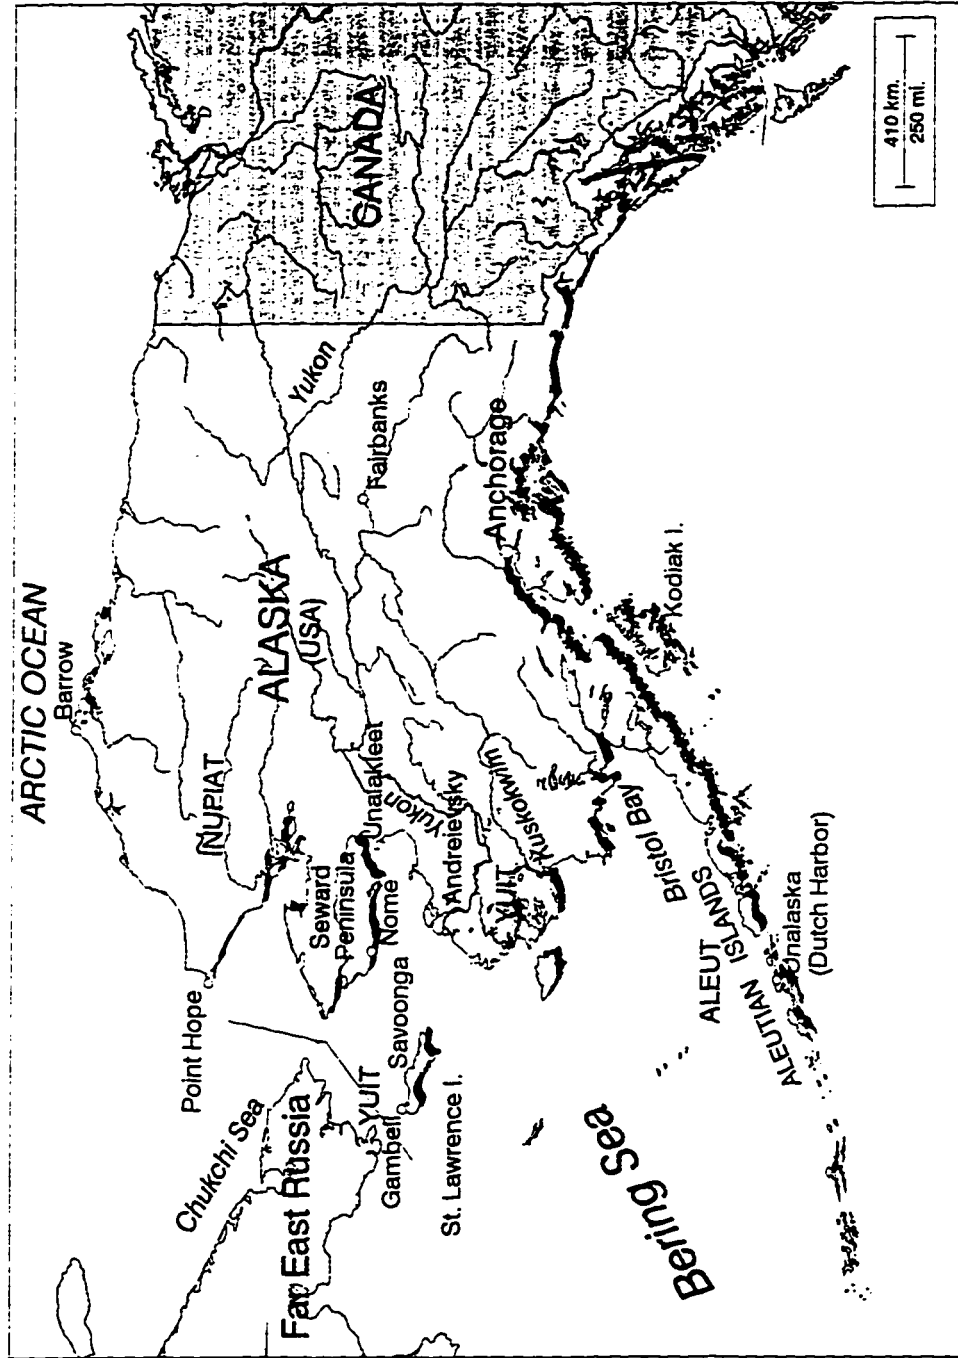 ARCTIC OCEAN
Barrow
Point Hope
Chukchi Sea
Far East Russia
INUPIAT
ALASKA
(USA)
Yukon
CANADA
Fairbanks
Seward
Peninsula
Nome
Unalakleet
Yukon
YUIT
Gambell
Savoonga
St. Lawrence I.
Andreievsky
YUIT
Kuskokwim
Anchorage
Kodiak I.
Bristol Bay
Bering Sea
ALEUT
ALEUTIAN ISLANDS
Unalaska
(Dutch Harbor)
410 km.
250 mi.